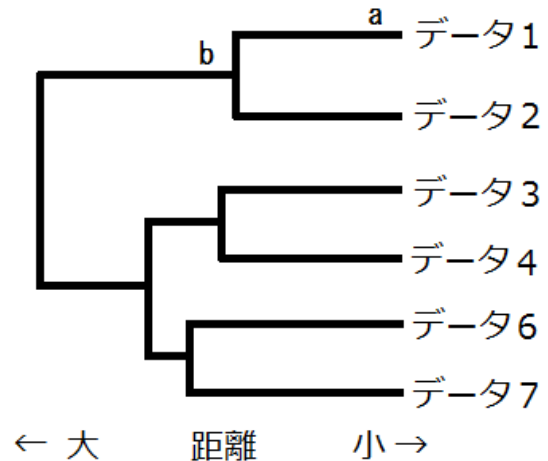 a
データ1
b
データ2
データ3
データ4
データ6
データ7
← 大 距離 小 →